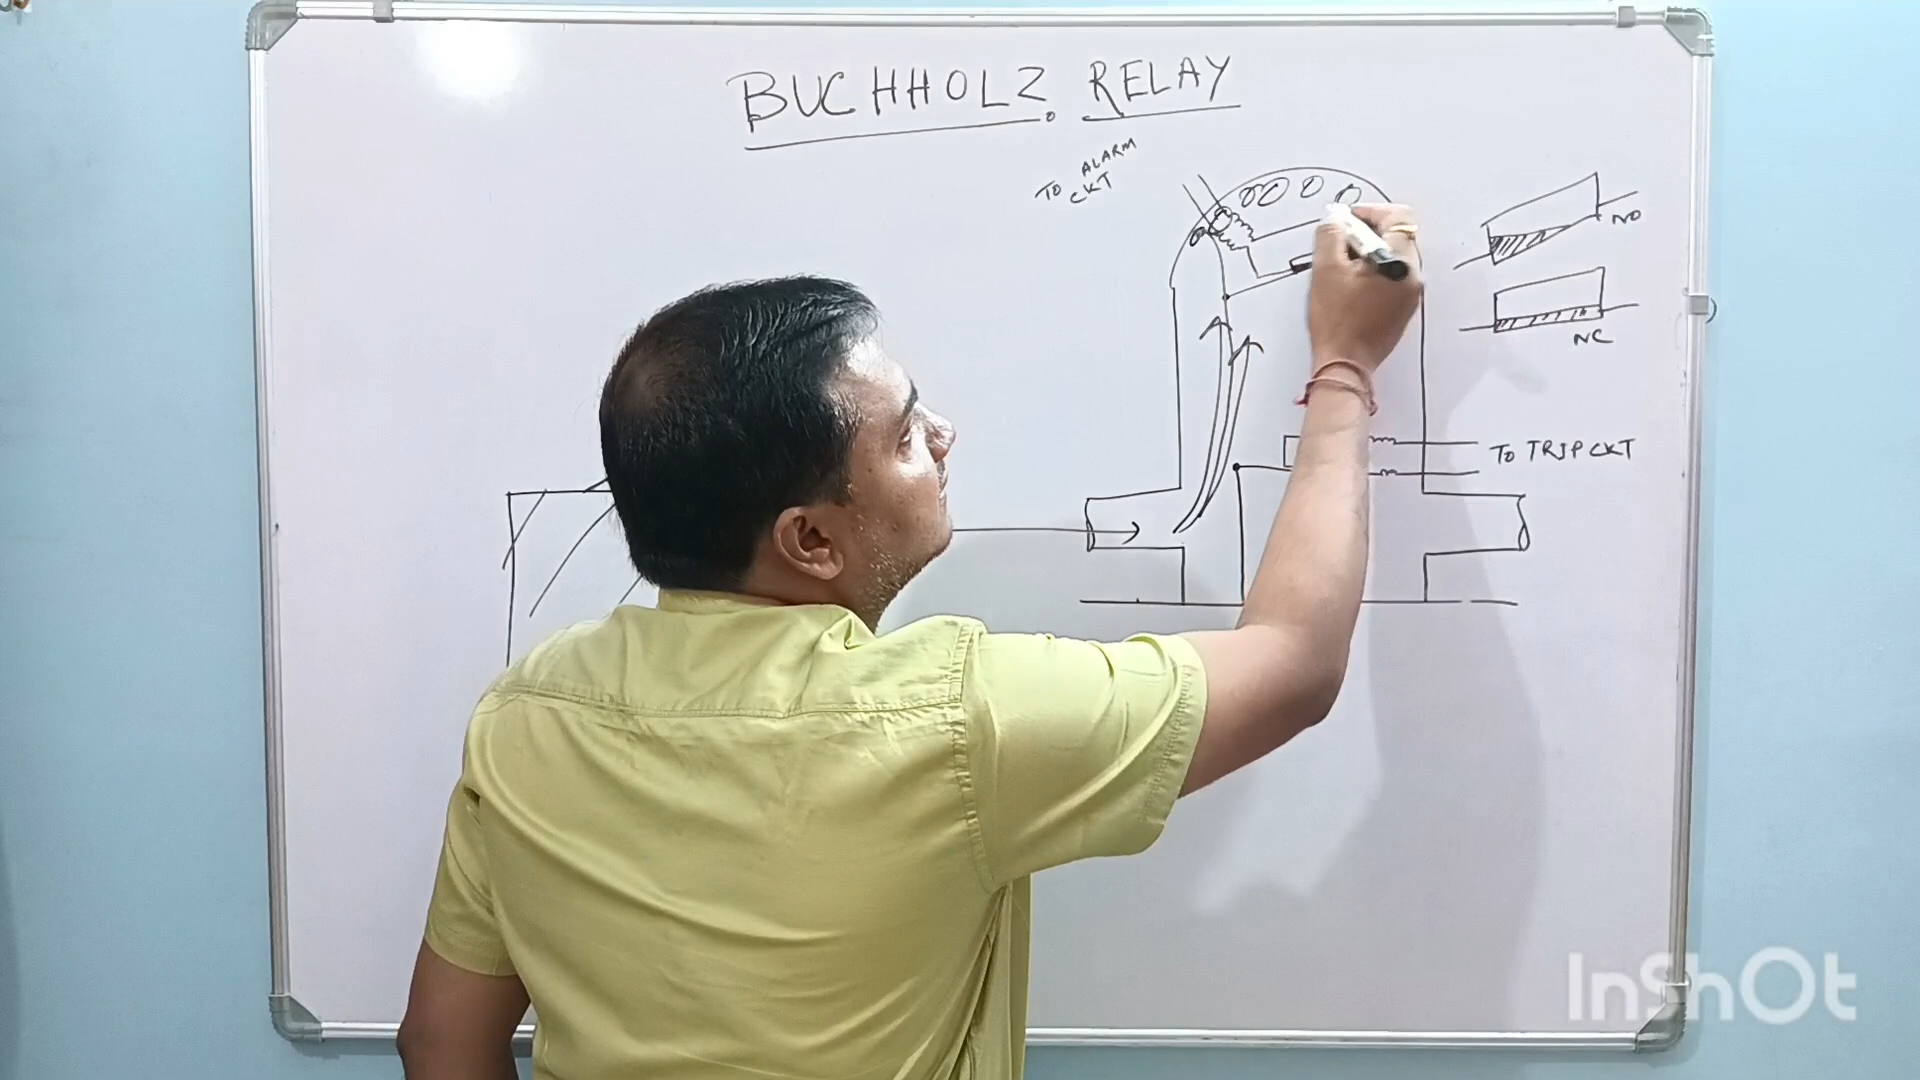 BUCHHOLZ RELAY
TO ALARM
CKT
NO
NC
TO TRIP CKT
InShOt